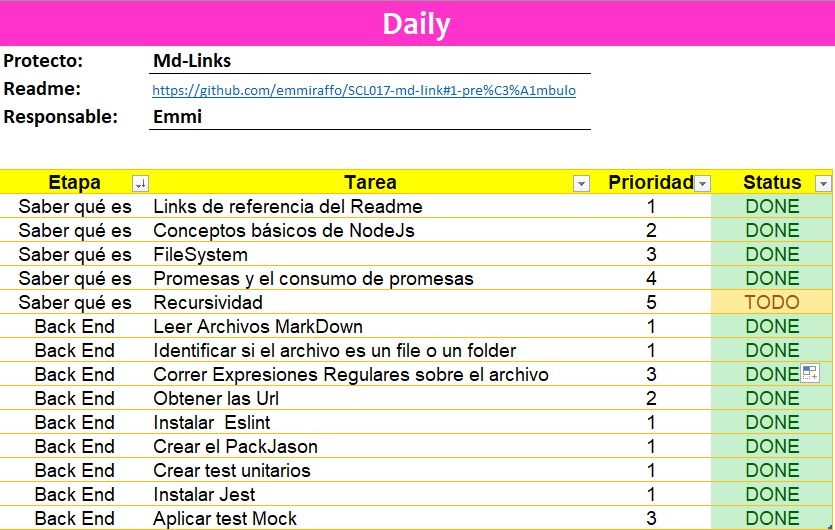 Daily
Protecto: Md-Links
Readme: https://github.com/emmiraffo/SCL017-md-link#1-pre%C3%A1mbulo
Responsable: Emmi
Etapa Tarea Prioridad Status
Saber qué es Links de referencia del Readme 1 DONE
Saber qué es Conceptos básicos de NodeJs 2 DONE
Saber qué es FileSystem 3 DONE
Saber qué es Promesas y el consumo de promesas 4 DONE
Saber qué es Recursividad 5 TODO
Back End Leer Archivos MarkDown 1 DONE
Back End Identificar si el archivo es un file o un folder 1 DONE
Back End Correr Expresiones Regulares sobre el archivo 3 DONE
Back End Obtener las Url 2 DONE
Back End Instalar Eslint 1 DONE
Back End Crear el PackJason 1 DONE
Back End Crear test unitarios 1 DONE
Back End Instalar Jest 1 DONE
Back End Aplicar test Mock 3 DONE